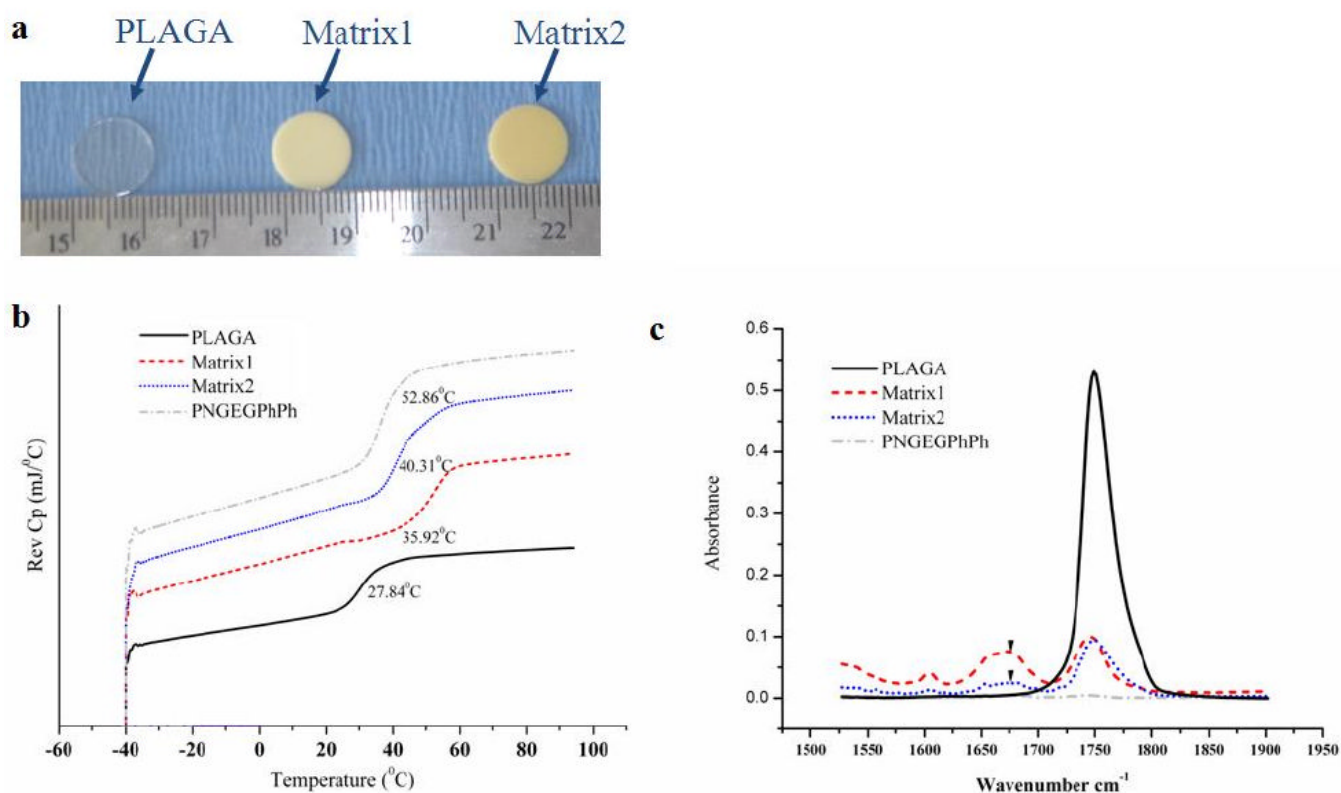 a
PLAGA Matrix1 Matrix2
15 16 17 18 19 20 21 22
b
PLAGA
Matrix1
Matrix2
PNGEGPhPh
52.86°C
40.31°C
35.92°C
27.84°C
Rev Cp (mJ/°C)
-60 -40 -20 0 20 40 60 80 100
Temperature (°C)
c
0.6
0.5
0.4
0.3
0.2
0.1
0.0
PLAGA
Matrix1
Matrix2
PNGEGPhPh
Absorbance
1500 1550 1600 1650 1700 1750 1800 1850 1900 1950
Wavenumber cm⁻¹